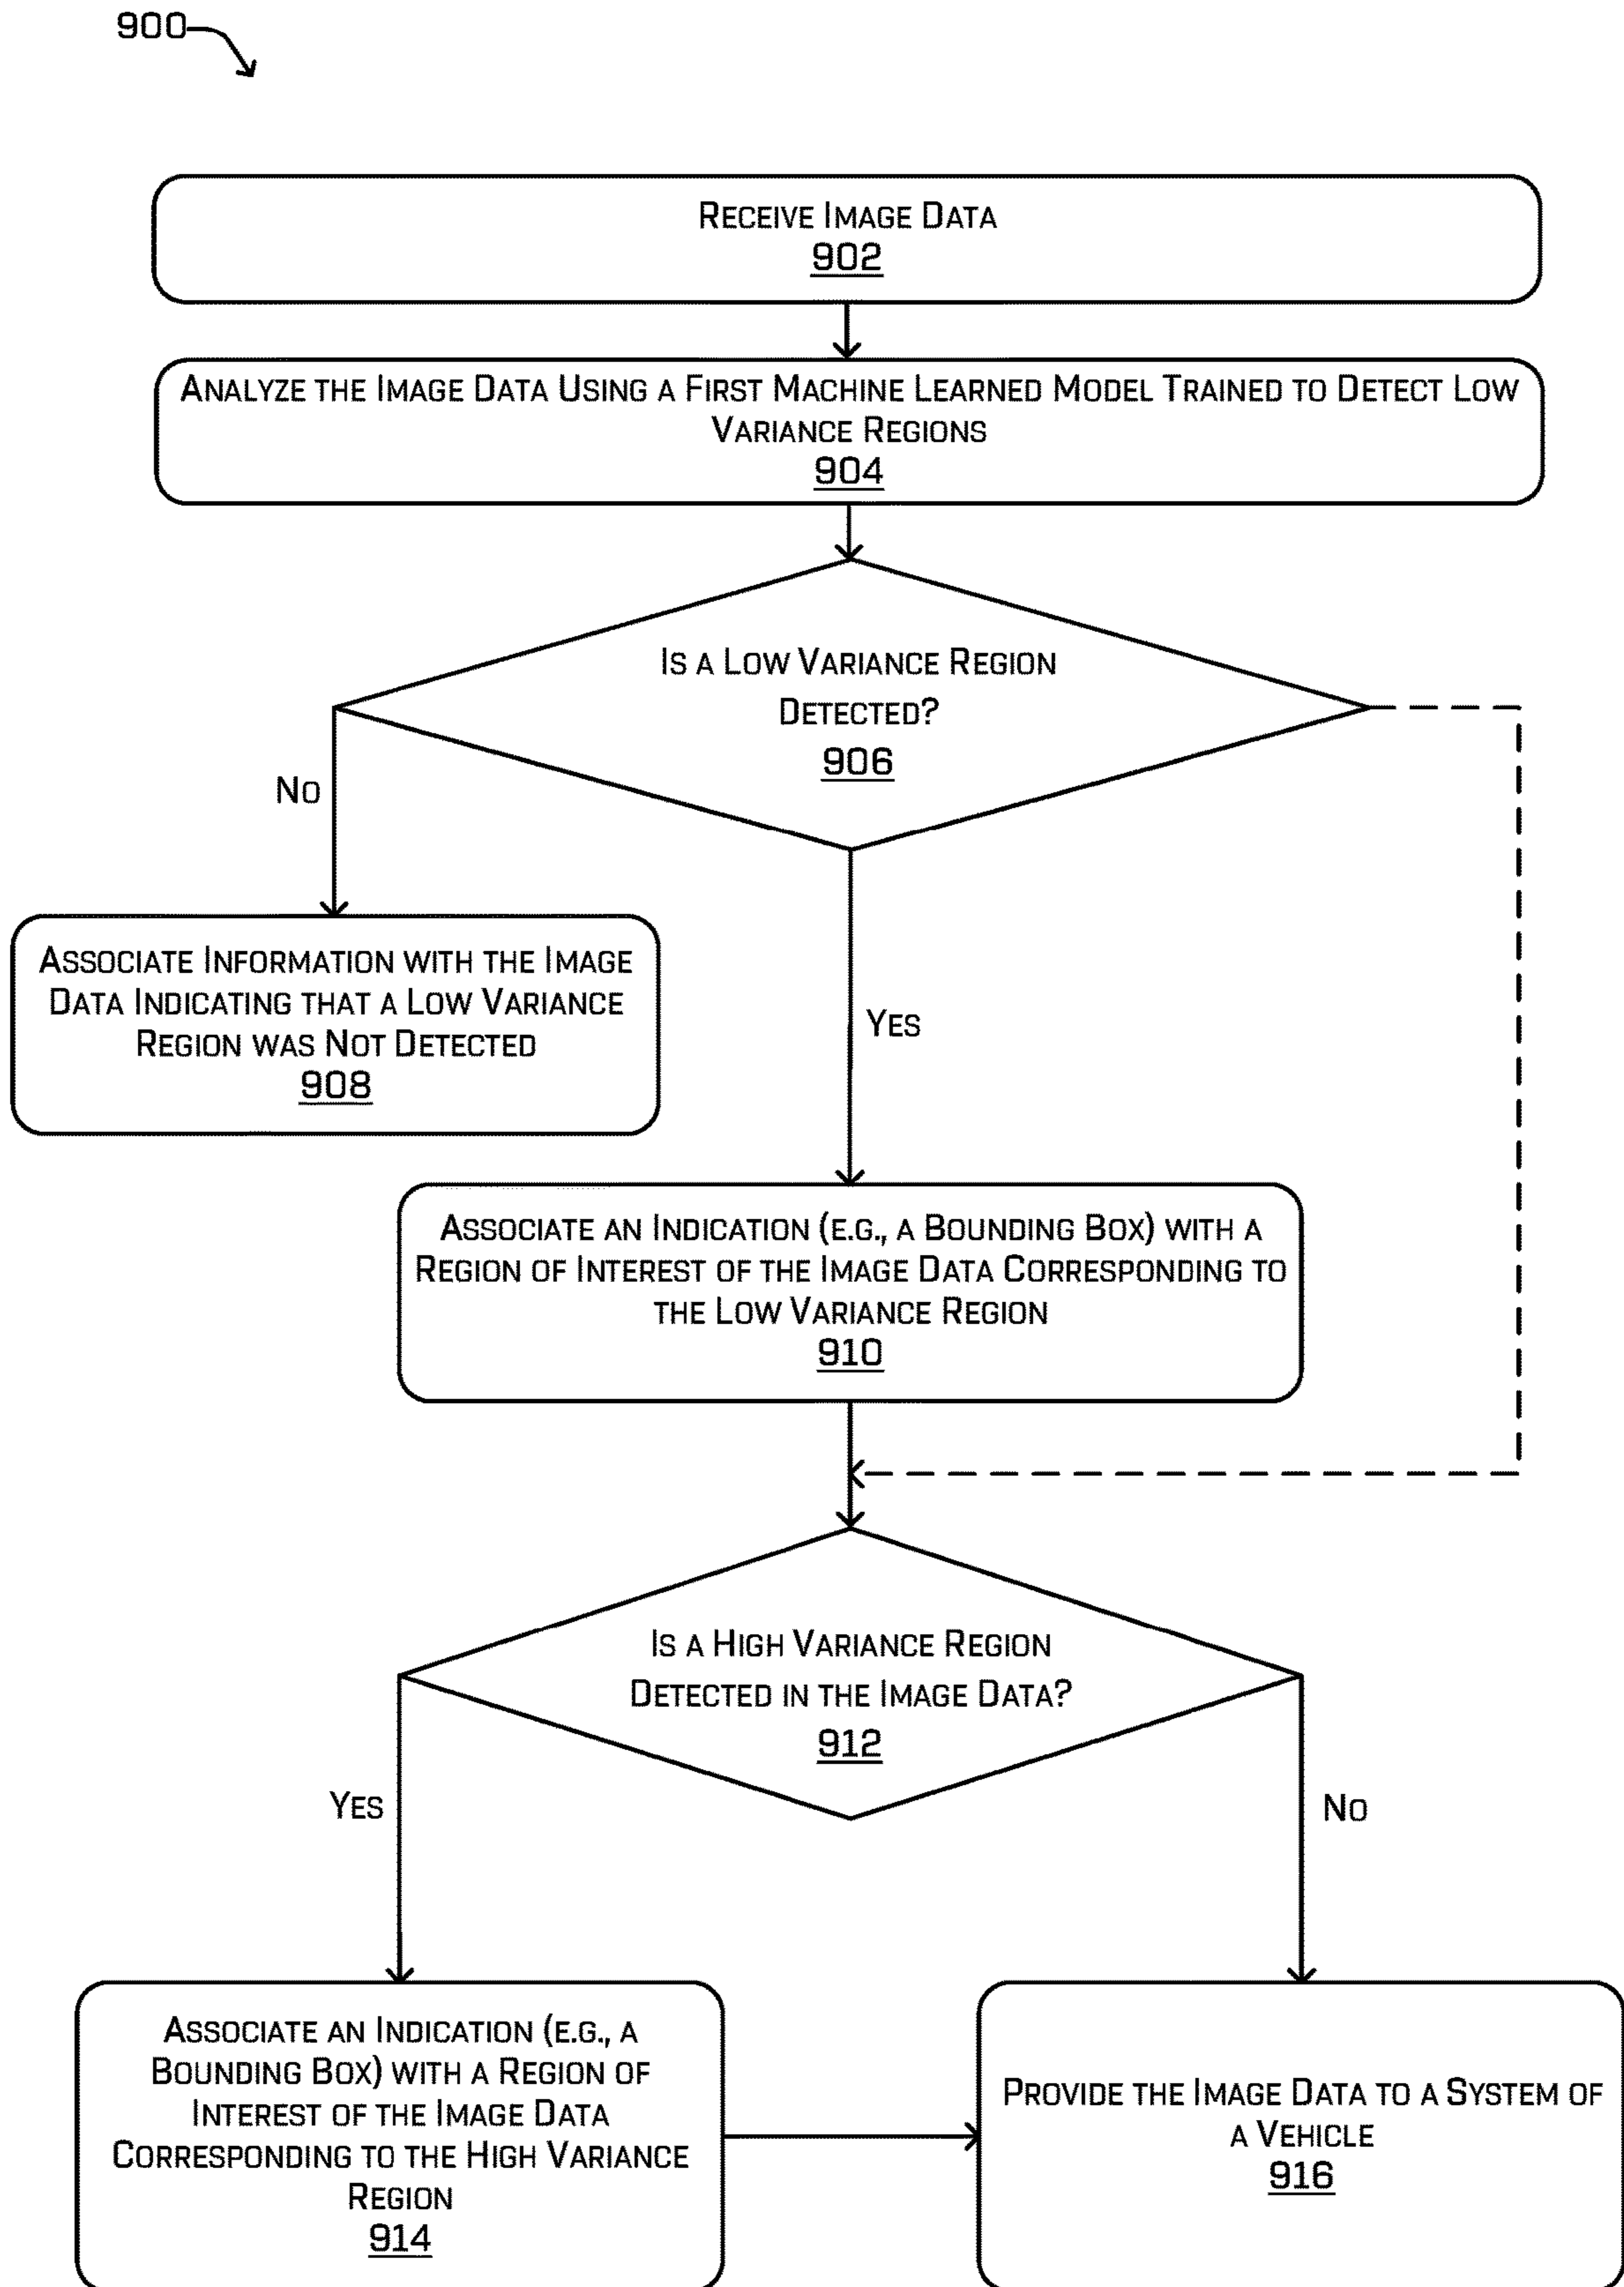 900
RECEIVE IMAGE DATA
902
ANALYZE THE IMAGE DATA USING A FIRST MACHINE LEARNED MODEL TRAINED TO DETECT LOW
VARIANCE REGIONS
904
IS A LOW VARIANCE REGION
DETECTED?
906
NO
YES
ASSOCIATE INFORMATION WITH THE IMAGE
DATA INDICATING THAT A LOW VARIANCE
REGION WAS NOT DETECTED
908
ASSOCIATE AN INDICATION (E.G., A BOUNDING BOX) WITH A
REGION OF INTEREST OF THE IMAGE DATA CORRESPONDING TO
THE LOW VARIANCE REGION
910
IS A HIGH VARIANCE REGION
DETECTED IN THE IMAGE DATA?
912
YES
NO
ASSOCIATE AN INDICATION (E.G., A
BOUNDING BOX) WITH A REGION OF
INTEREST OF THE IMAGE DATA
CORRESPONDING TO THE HIGH VARIANCE
REGION
914
PROVIDE THE IMAGE DATA TO A SYSTEM OF
A VEHICLE
916